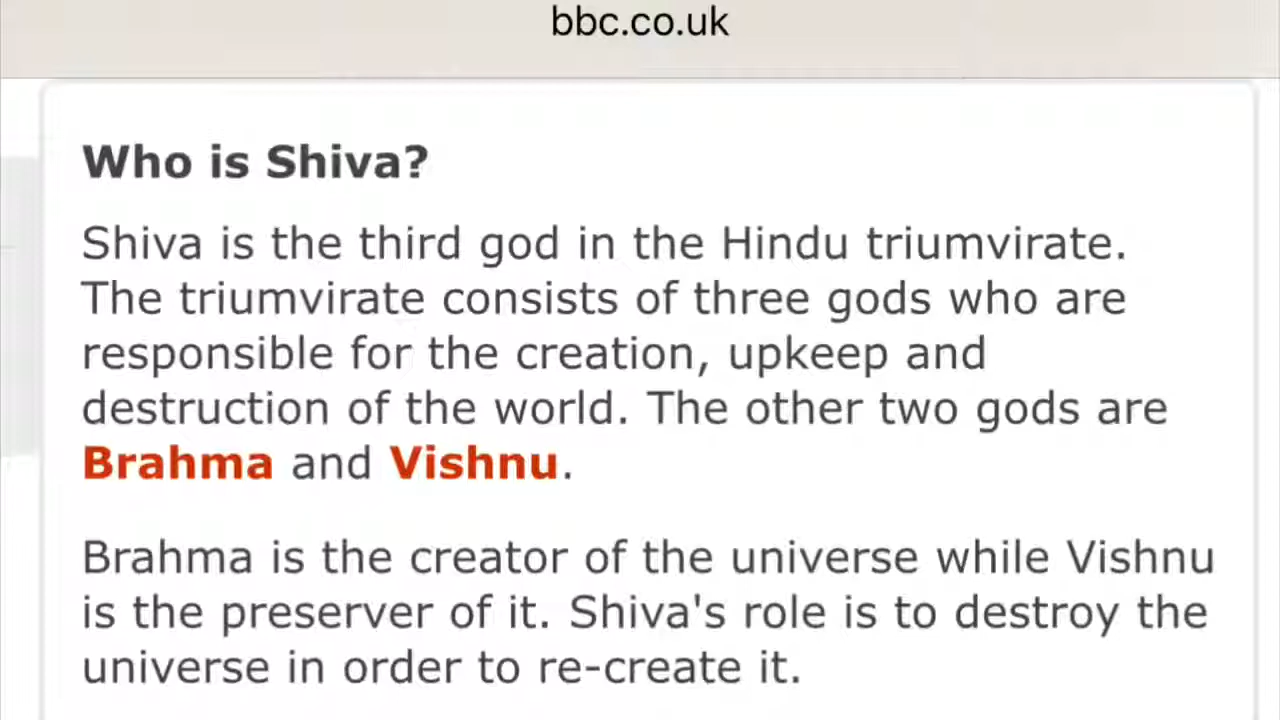 bbc.co.uk
Who is Shiva?
Shiva is the third god in the Hindu triumvirate.
The triumvirate consists of three gods who are
responsible for the creation, upkeep and
destruction of the world. The other two gods are
Brahma and Vishnu.
Brahma is the creator of the universe while Vishnu
is the preserver of it. Shiva's role is to destroy the
universe in order to re-create it.